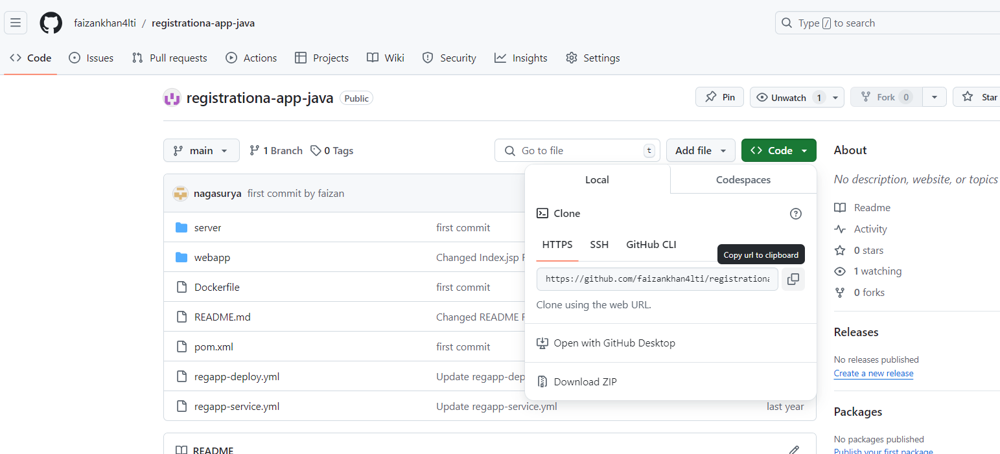 faizankhan4lti / registrationa-app-java
Type / to search
Code Issues Pull requests Actions Projects Wiki Security Insights Settings
registrationa-app-java Public
Pin Unwatch 1 Fork 0 Star
main 1 Branch 0 Tags
Go to file t
Add file
Code
nagasurya first commit by faizan
server first commit
webapp Changed Index.jsp
Dockerfile first commit
README.md Changed README
pom.xml first commit
regapp-deploy.yml Update regapp-dep
regapp-service.yml Update regapp-service.yml last year
README
Local Codespaces
Clone
HTTPS SSH GitHub CLI
Copy url to clipboard
https://github.com/faizankhan4lti/registrationa
Clone using the web URL.
Open with GitHub Desktop
Download ZIP
About
No description, website, or topics
Readme
Activity
0 stars
1 watching
0 forks
Releases
No releases published
Create a new release
Packages
No packages published
Publish your first package